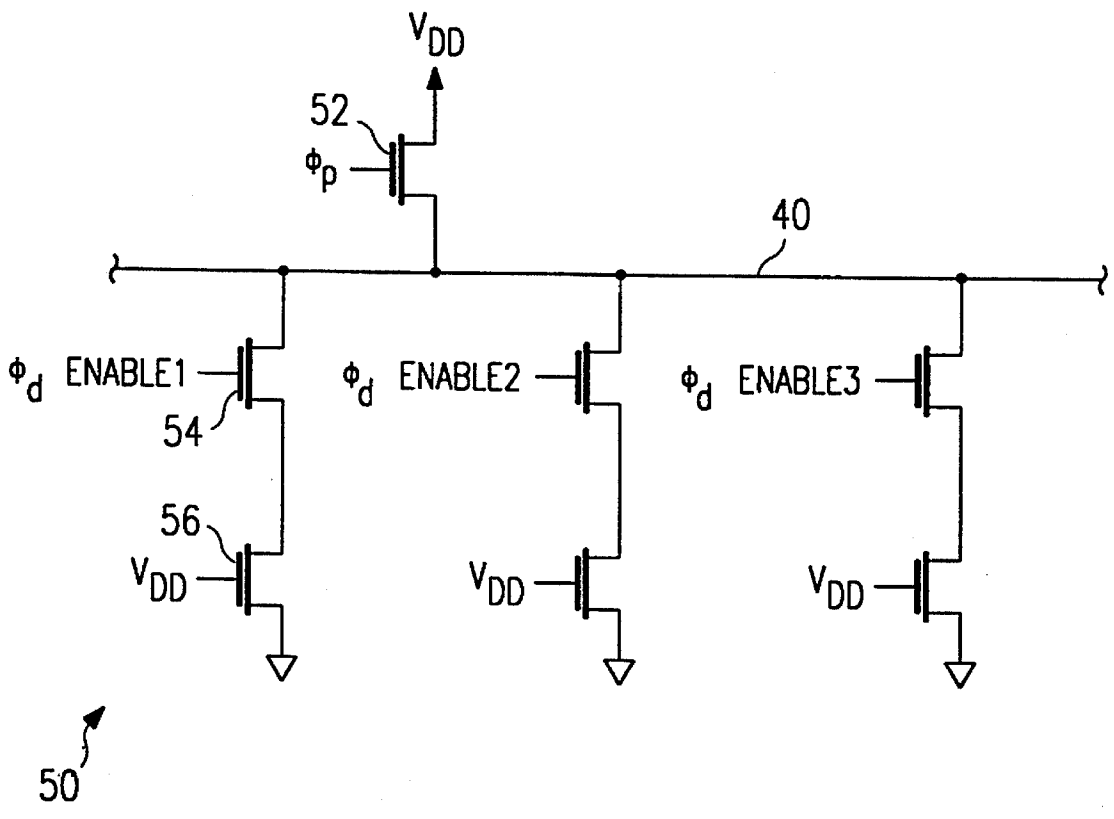 V_DD
52
ϕ_p
40
ϕ_d ENABLE1
ϕ_d ENABLE2
ϕ_d ENABLE3
54
56
V_DD
V_DD
V_DD
50